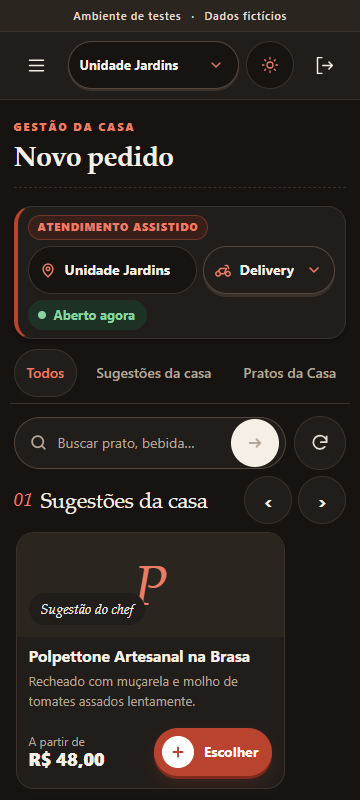 Ambiente de testes · Dados fictícios
Unidade Jardins
GESTÃO DA CASA
Novo pedido
ATENDIMENTO ASSISTIDO
Unidade Jardins
Delivery
Aberto agora
Todos
Sugestões da casa
Pratos da Casa
Buscar prato, bebida...
01 Sugestões da casa
P
Sugestão do chef
Polpettone Artesanal na Brasa
Recheado com muçarela e molho de
tomates assados lentamente.
A partir de
R$ 48,00
Escolher